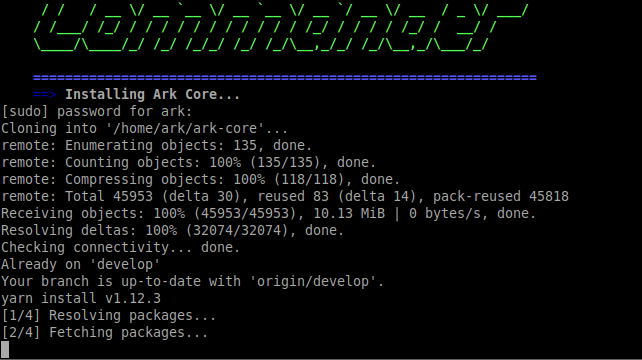 ==> Installing Ark Core...
[sudo] password for ark:
Cloning into '/home/ark/ark-core'...
remote: Enumerating objects: 135, done.
remote: Counting objects: 100% (135/135), done.
remote: Compressing objects: 100% (118/118), done.
remote: Total 45953 (delta 30), reused 83 (delta 14), pack-reused 45818
Receiving objects: 100% (45953/45953), 10.13 MiB | 0 bytes/s, done.
Resolving deltas: 100% (32074/32074), done.
Checking connectivity... done.
Already on 'develop'
Your branch is up-to-date with 'origin/develop'.
yarn install v1.12.3
[1/4] Resolving packages...
[2/4] Fetching packages...